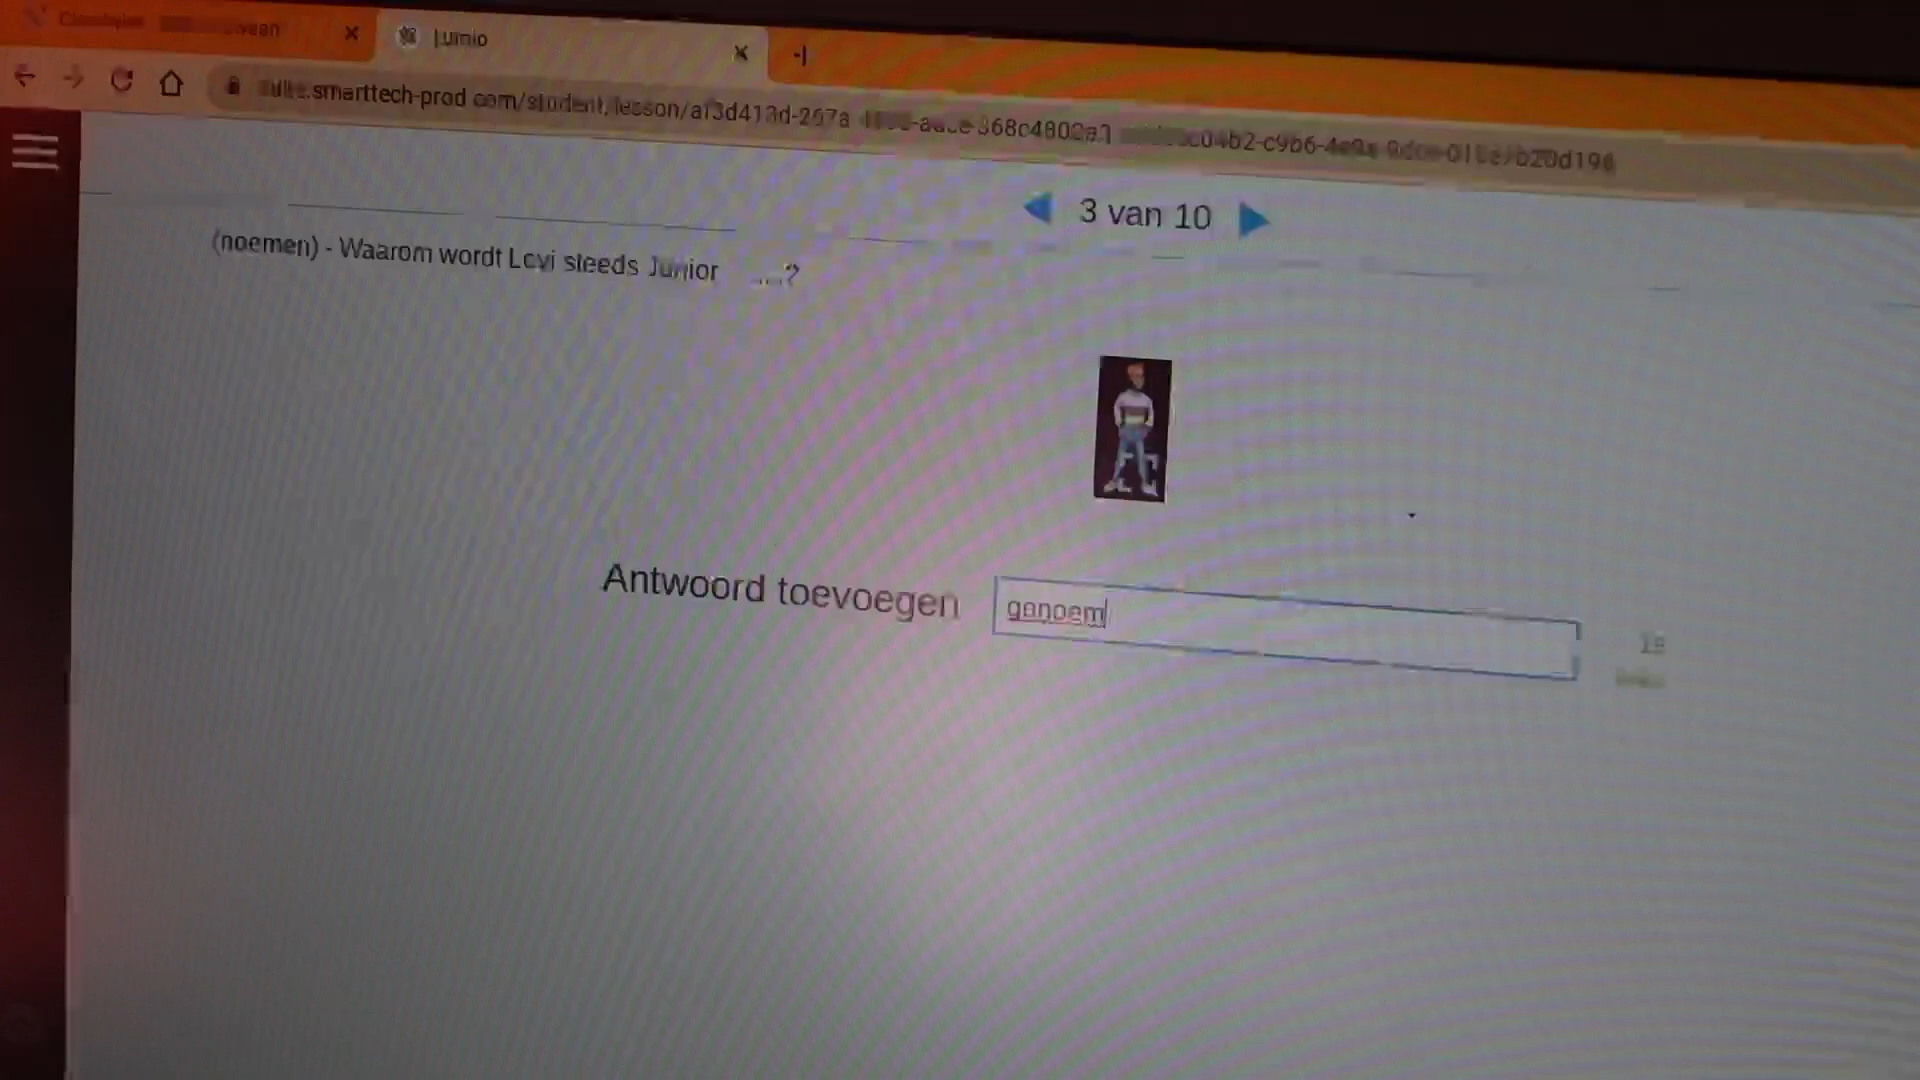 Lumio
smarttech-prod com/student/lesson/af3d413d-267a
3 van 10
(noemen) - Waarom wordt Levi steeds Junior ....?
Antwoord toevoegen
genoem